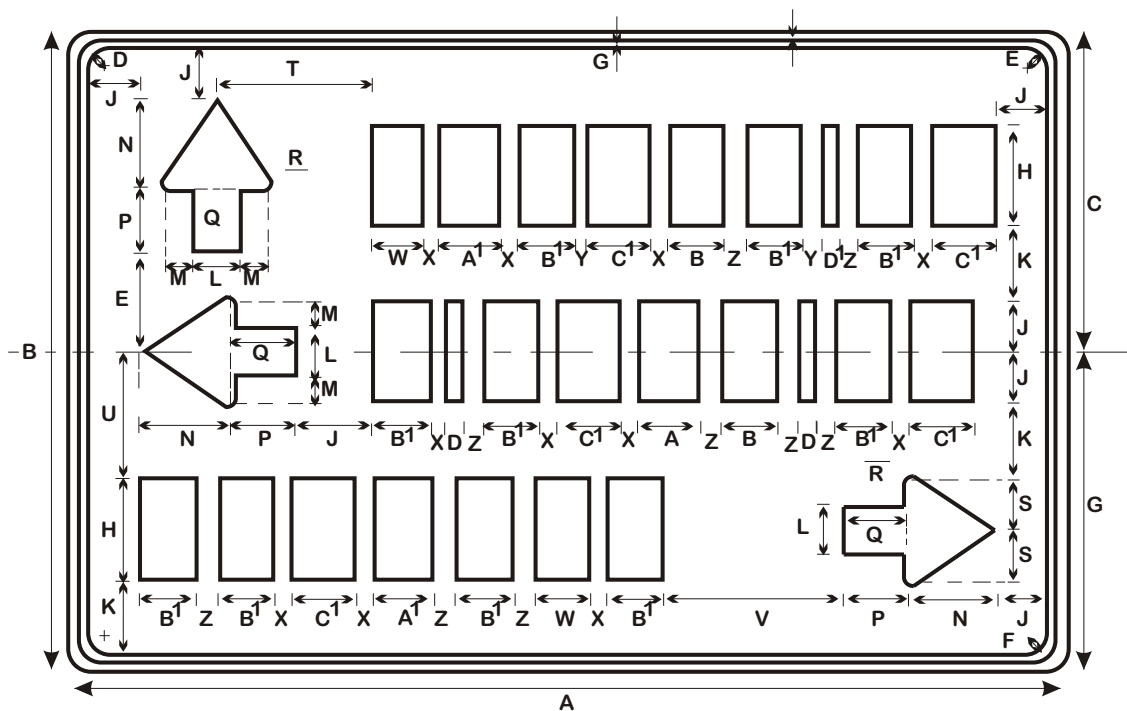 D J T G E
J J
N R H C
P Q
W X A¹ X B¹ Y C¹ X B Z B¹ Y D¹ Z B¹ X C¹
M L M K
E M J
B Q L
M J
U
N P J B¹ X D Z B¹ X C¹ X A Z B Z D Z B¹ X C¹ K
R
H L Q S G
S
K B¹ Z B¹ X C¹ X A¹ Z B¹ Z W X B¹ V P N J
F
A